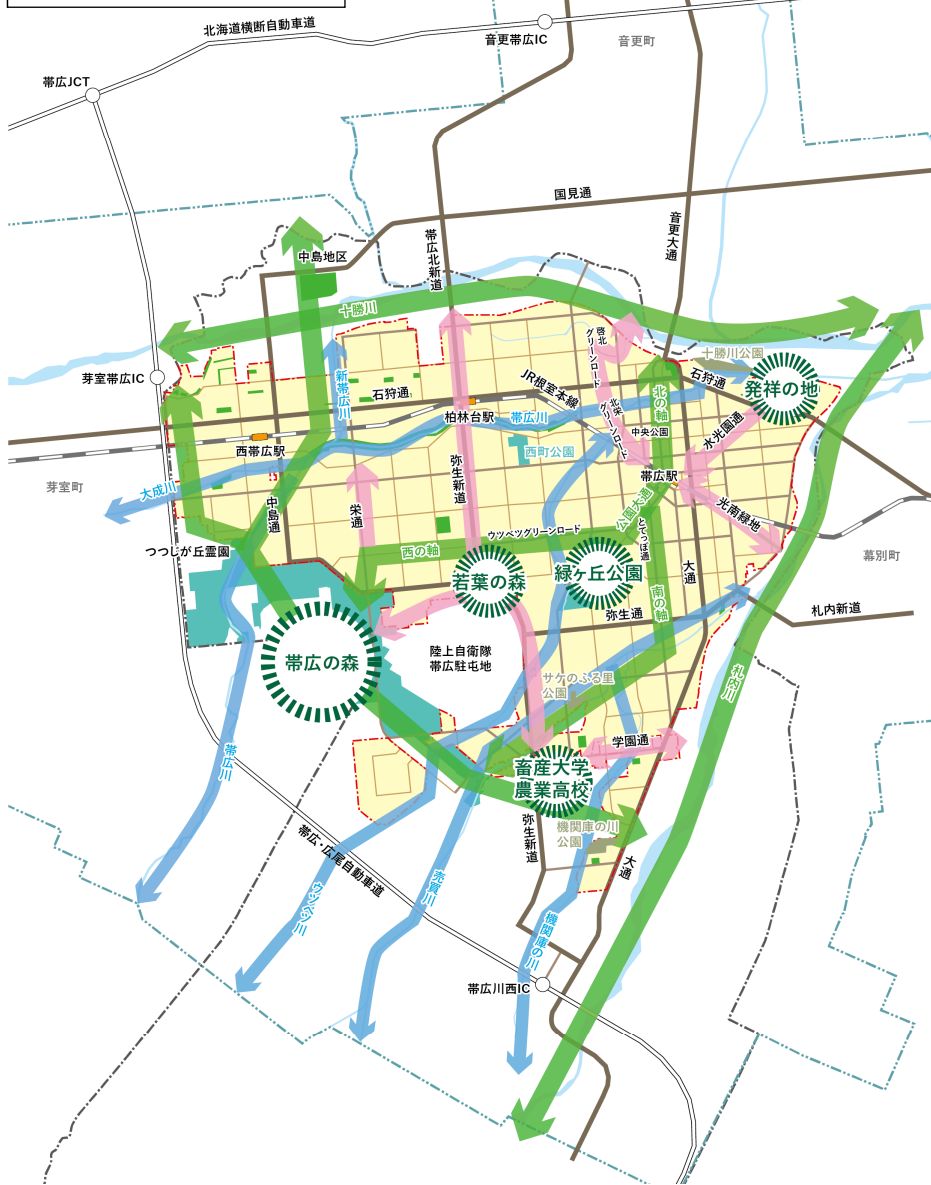 北海道横断自動車道
音更帯広IC
音更町
帯広JCT
国見通
音更大通
帯広北新道
中島地区
十勝川
啓北
グリーンロード
十勝川公園
石狩通
発祥の地
芽室帯広IC
新帯広川
石狩通
JR根室本線
北栄
グリーンロード
北の軸
柏林台駅
帯広川
中央公園
水光園通
西帯広駅
西町公園
帯広駅
芽室町
大成川
弥生新道
中島通
栄通
公園大通
光南緑地
つつじが丘霊園
西の軸
ウツベツグリーンロード
とてっぽ通
幕別町
若葉の森
緑ヶ丘公園
大通
南の軸
弥生通
札内新道
帯広の森
陸上自衛隊
帯広駐屯地
サケのふる里
公園
札内川
学園通
帯広川
畜産大学
農業高校
機関庫の川
公園
弥生新道
帯広・広尾自動車道
大通
ウツベツ川
売買川
機関庫の川
帯広川西IC